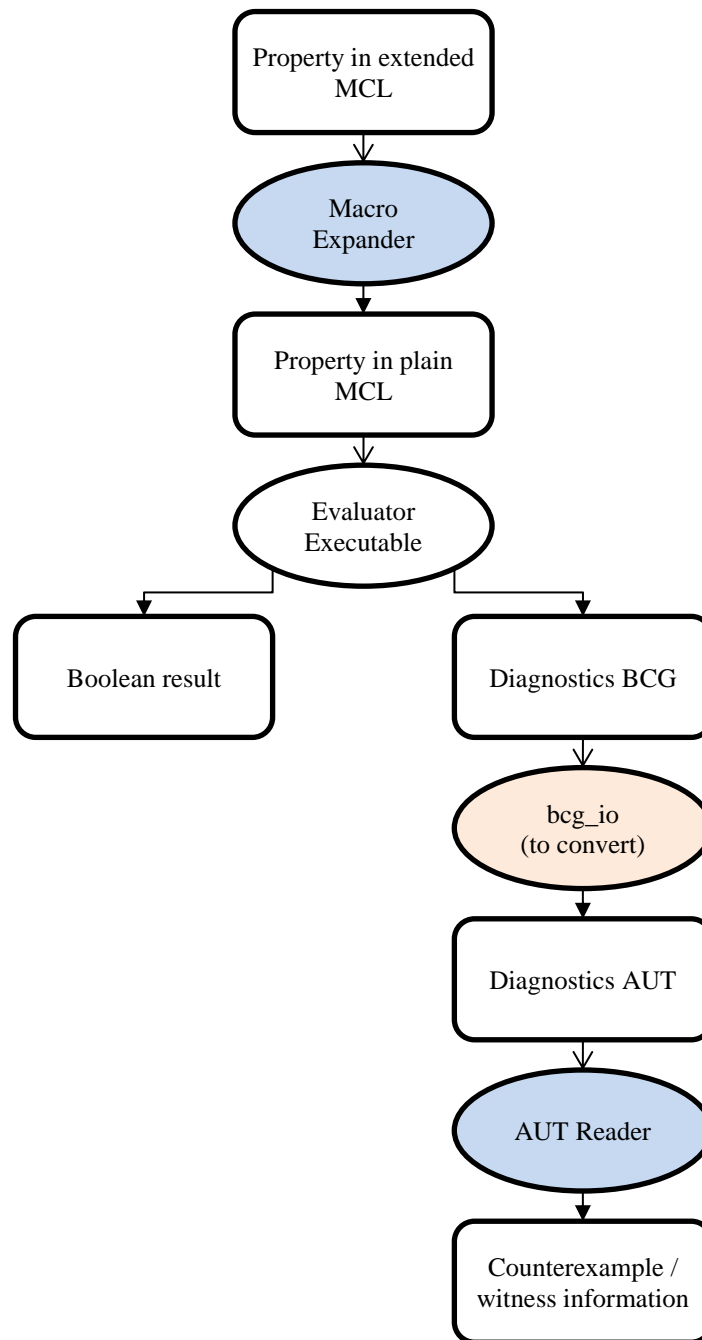 Property in extended
MCL
Macro
Expander
Property in plain
MCL
Evaluator
Executable
Boolean result
Diagnostics BCG
bcg_io
(to convert)
Diagnostics AUT
AUT Reader
Counterexample /
witness information